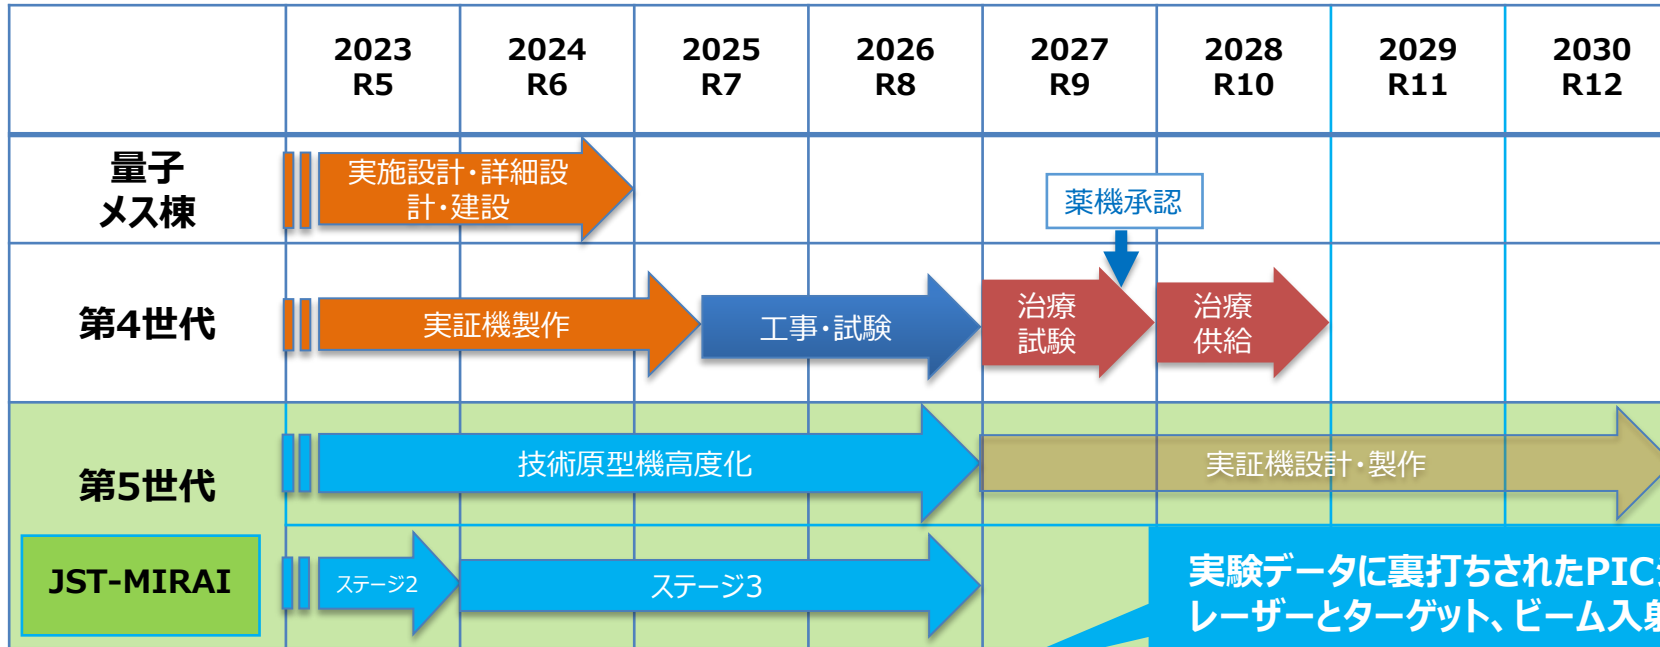 2023 2024 2025 2026 2027 2028 2029 2030
R5 R6 R7 R8 R9 R10 R11 R12
量子
メス棟
実施設計・詳細設
計・建設
薬機承認
第4世代
実証機製作
工事・試験
治療
試験
治療
供給
第5世代
技術原型機高度化
実証機設計・製作
JST-MIRAI
ステージ2
ステージ3
実験データに裏打ちされたPIC
レーザーとターゲット、ビーム入射